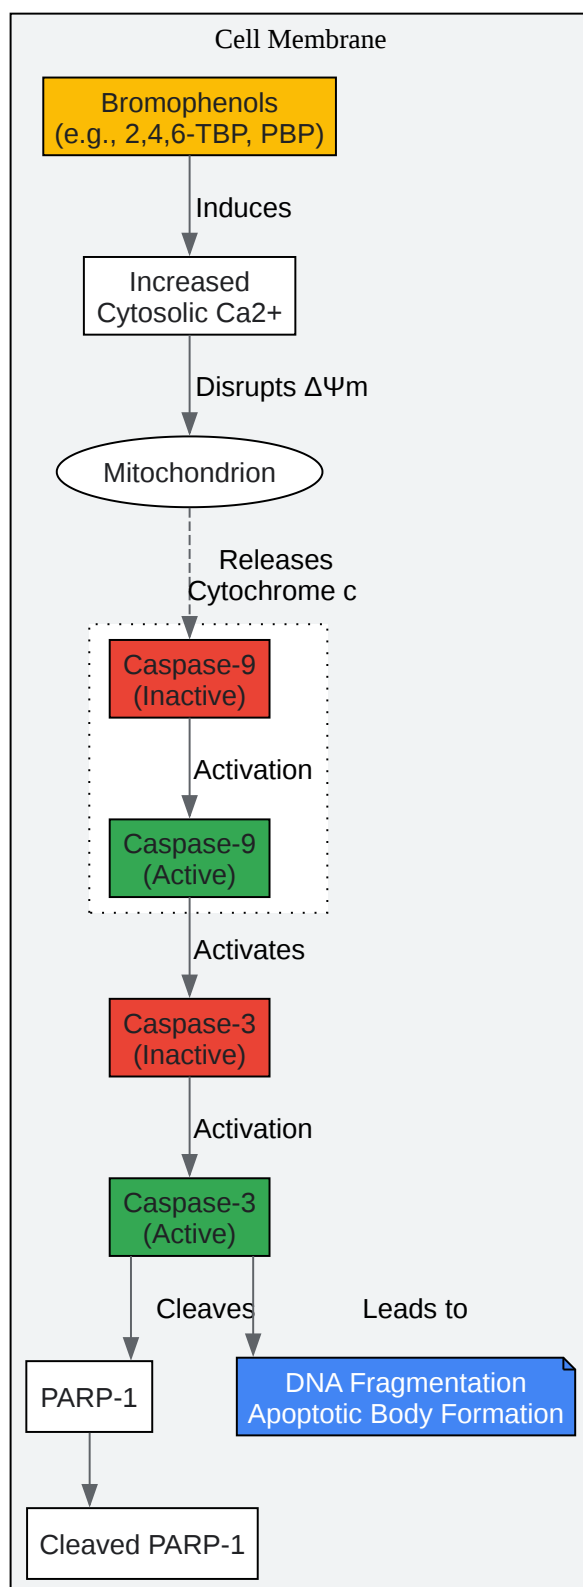 Cell Membrane
Bromophenols
(e.g., 2,4,6-TBP, PBP)
Induces
Increased
Cytosolic Ca2+
Disrupts ΔΨm
Mitochondrion
Releases
Cytochrome c
Caspase-9
(Inactive)
Activation
Caspase-9
(Active)
Activates
Caspase-3
(Inactive)
Activation
Caspase-3
(Active)
Cleaves
Leads to
PARP-1
DNA Fragmentation
Apoptotic Body Formation
Cleaved PARP-1